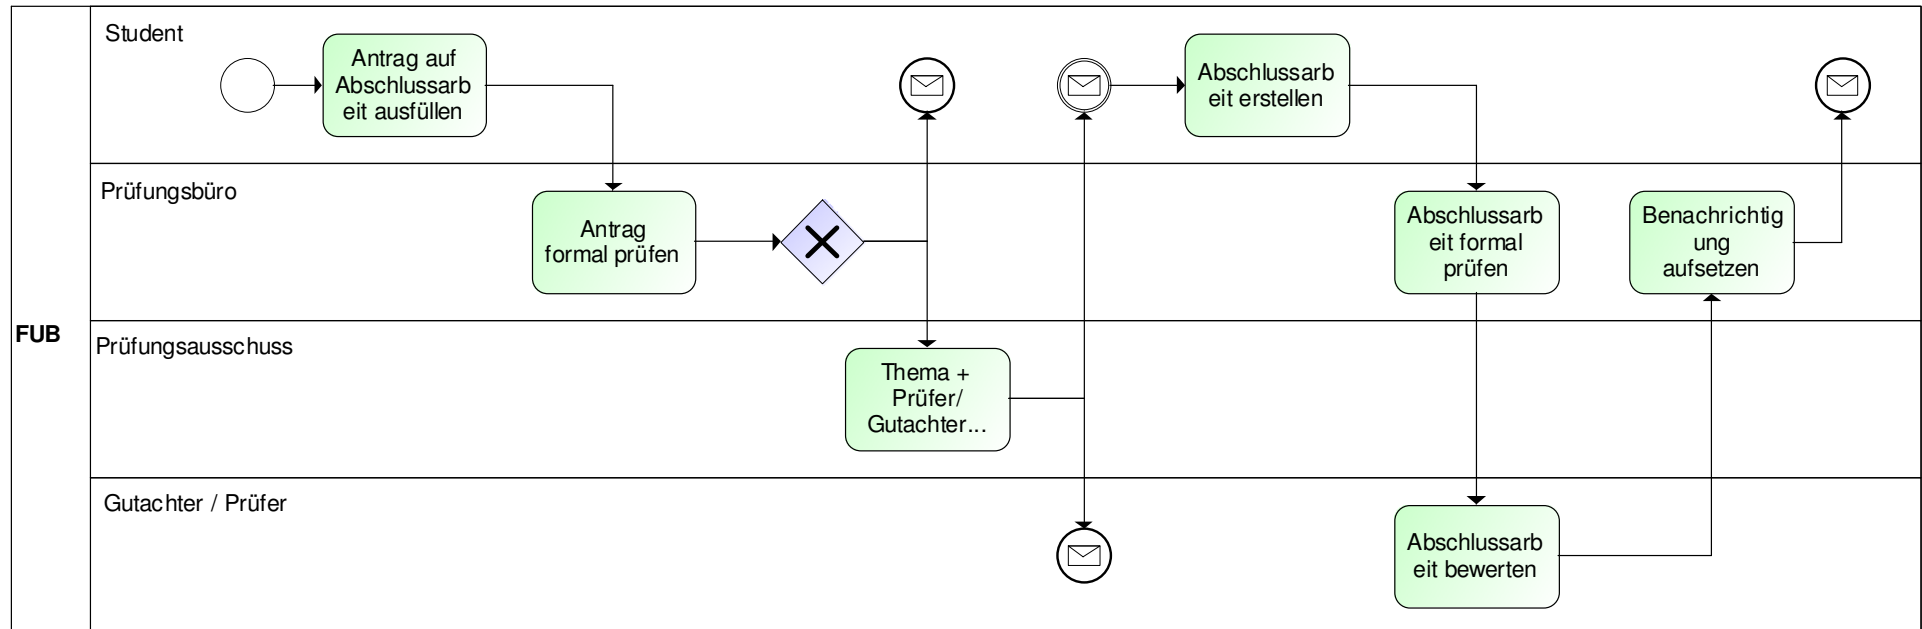 Student
Antrag auf
Abschlussarb
eit ausfüllen
Abschlussarb
eit erstellen
Prüfungsbüro
Antrag
formal prüfen
Abschlussarb
eit formal
prüfen
Benachrichtig
ung
aufsetzen
FUB
Prüfungsausschuss
Thema +
Prüfer/
Gutachter...
Gutachter / Prüfer
Abschlussarb
eit bewerten